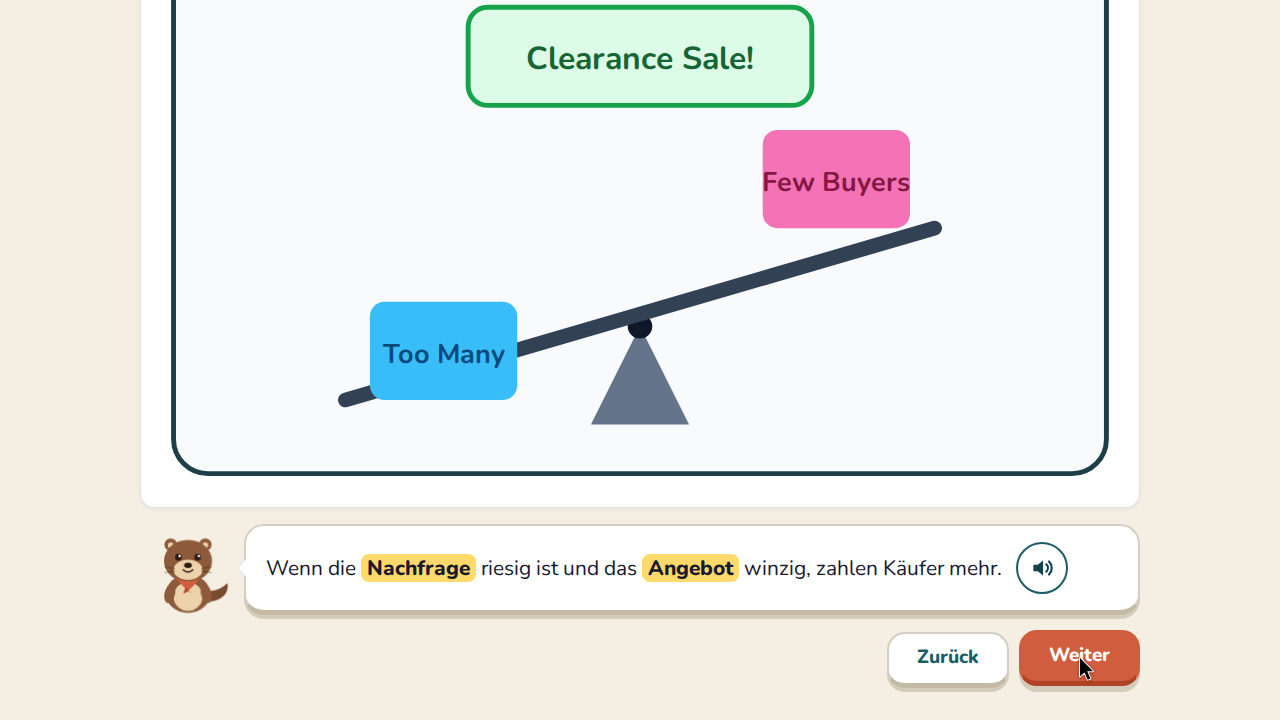 Clearance Sale!
Few Buyers
Too Many
Wenn die Nachfrage riesig ist und das Angebot winzig, zahlen Käufer mehr.
Zurück
Weiter